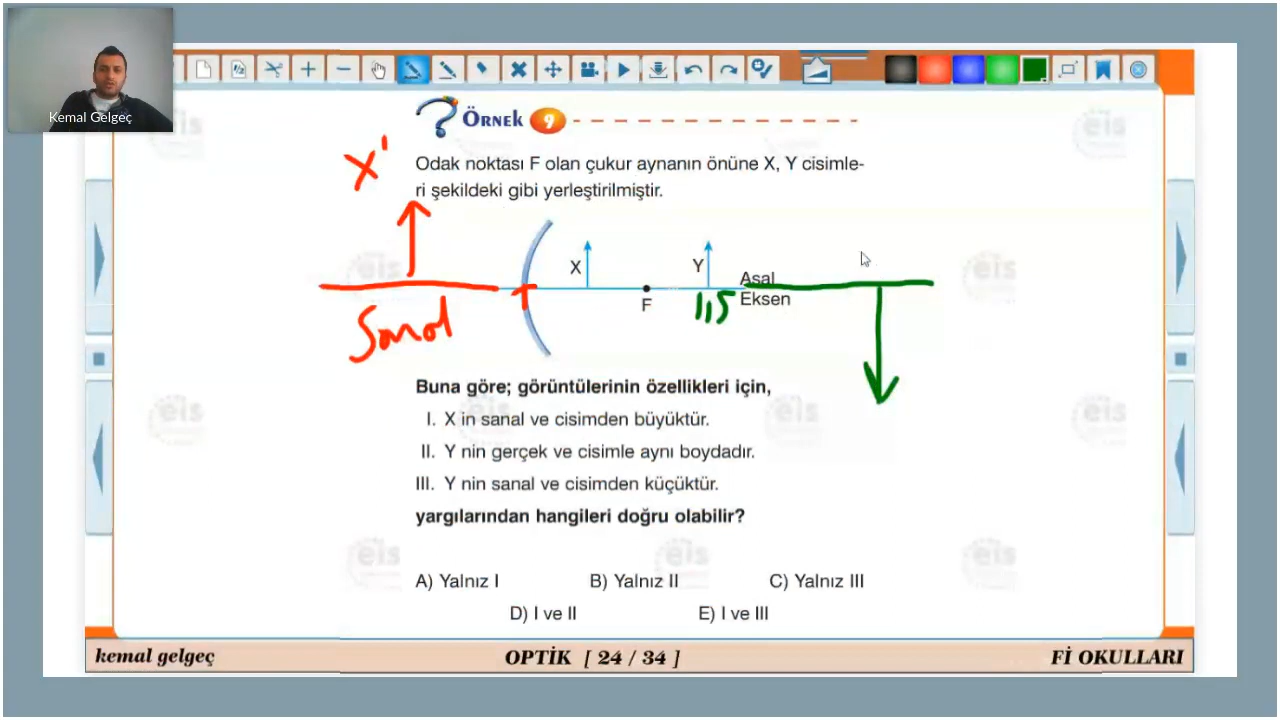 Kemal Gelgeç
ÖRNEK 9
X'
Odak noktası F olan çukur aynanın önüne X, Y cisimle-
ri şekildeki gibi yerleştirilmiştir.
X
Y
Asal
Eksen
F
1,5
Sanal
Buna göre; görüntülerinin özellikleri için,
I. X in sanal ve cisimden büyüktür.
II. Y nin gerçek ve cisimle aynı boydadır.
III. Y nin sanal ve cisimden küçüktür.
yargılarından hangileri doğru olabilir?
A) Yalnız I B) Yalnız II C) Yalnız III
D) I ve II E) I ve III
kemal gelgeç OPTİK [ 24 / 34 ] Fİ OKULLARI
eis